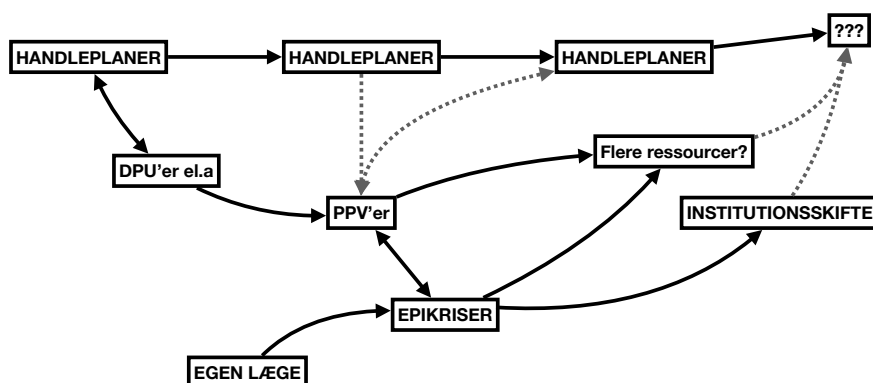 ???
HANDLEPLANER
HANDLEPLANER
HANDLEPLANER
DPU'er el.a
Flere ressourcer?
PPV'er
INSTITUTIONSSKIFTE
EPIKRISER
EGEN LÆGE